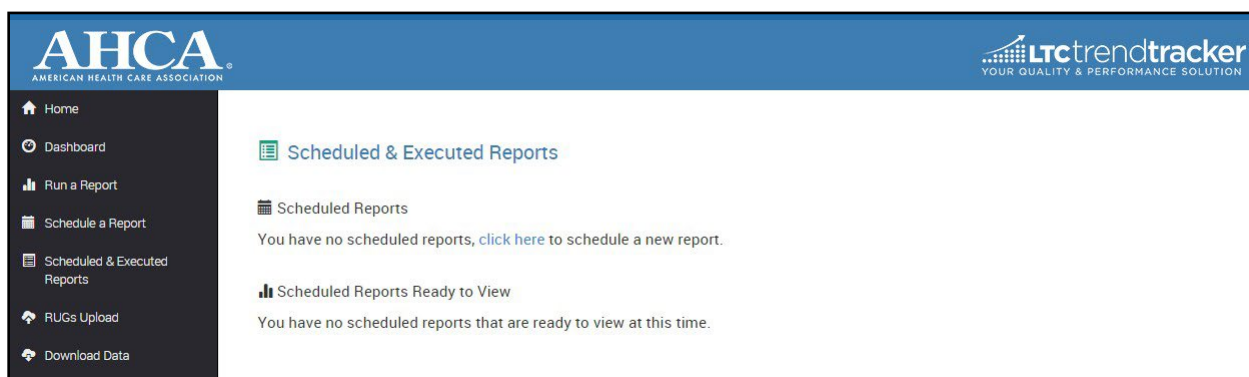 AHCA®
AMERICAN HEALTH CARE ASSOCIATION
LTCtrendtracker
YOUR QUALITY & PERFORMANCE SOLUTION
Home
Dashboard
Run a Report
Schedule a Report
Scheduled & Executed
Reports
RUGs Upload
Download Data
Scheduled & Executed Reports
Scheduled Reports
You have no scheduled reports, click here to schedule a new report.
Scheduled Reports Ready to View
You have no scheduled reports that are ready to view at this time.